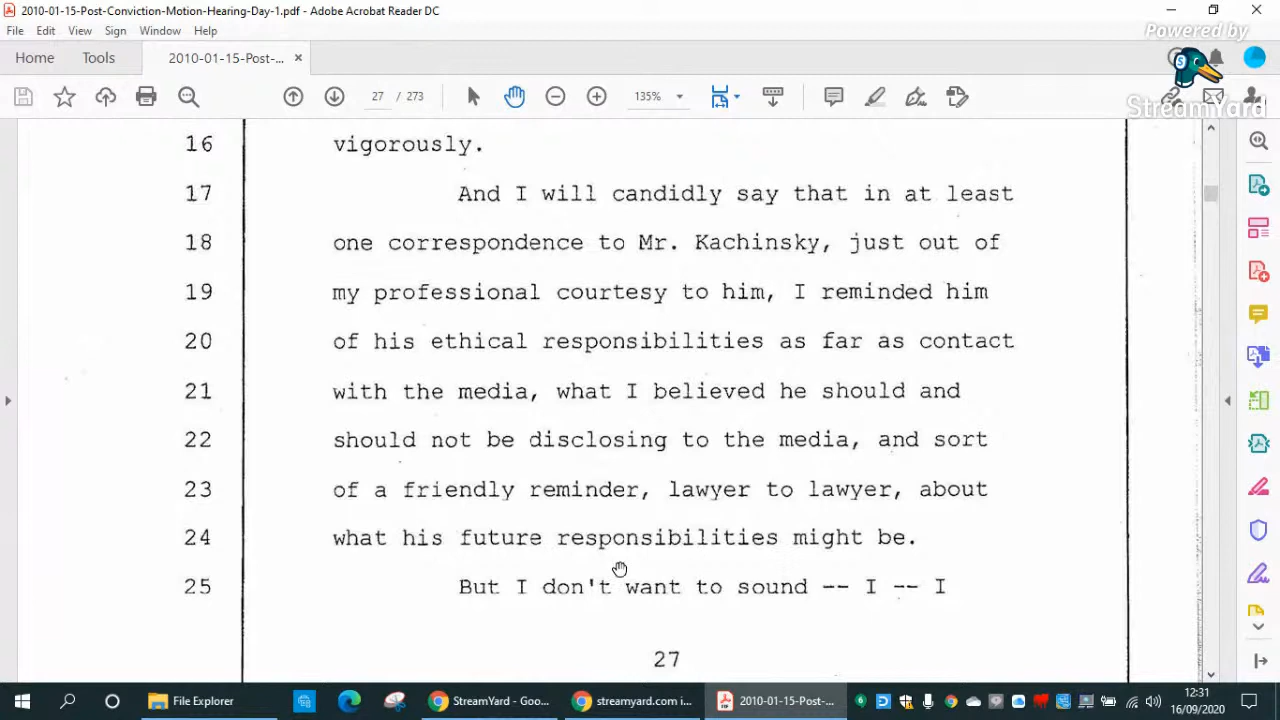 2010-01-15-Post-Conviction-Motion-Hearing-Day-1.pdf - Adobe Acrobat Reader DC
File Edit View Sign Window Help
Powered by
StreamYard
Home Tools 2010-01-15-Post-... ×
27 / 273 135%
16 vigorously.
17 And I will candidly say that in at least
18 one correspondence to Mr. Kachinsky, just out of
19 my professional courtesy to him, I reminded him
20 of his ethical responsibilities as far as contact
21 with the media, what I believed he should and
22 should not be disclosing to the media, and sort
23 of a friendly reminder, lawyer to lawyer, about
24 what his future responsibilities might be.
25 But I don't want to sound -- I -- I
27
File Explorer StreamYard - Goo... streamyard.com i... 2010-01-15-Post-...
12:31
16/09/2020